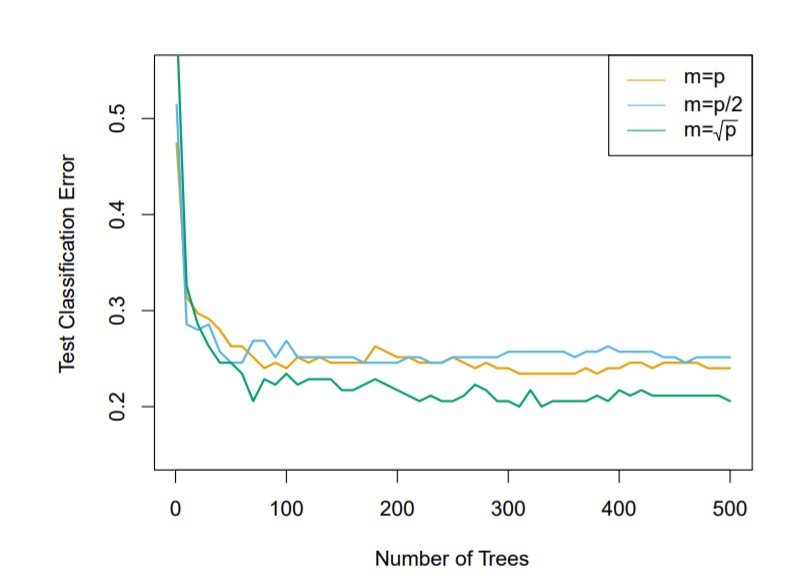 m=p
m=p/2
m=√p
Test Classification Error
0.5
0.4
0.3
0.2
0 100 200 300 400 500
Number of Trees